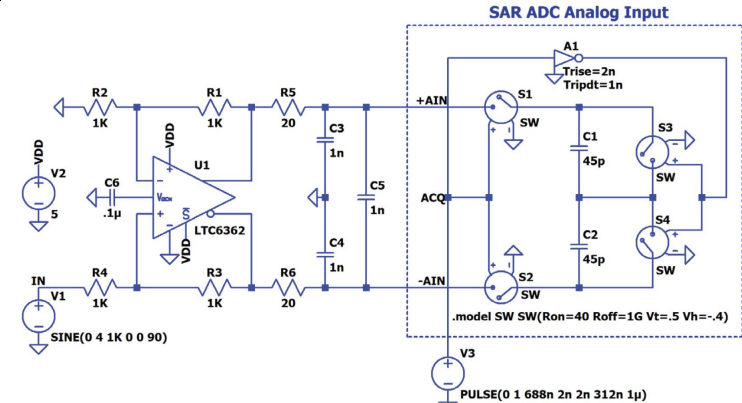 SAR ADC Analog Input
A1
Trise=2n
Tripdt=1n
R2
1K
R1
1K
R5
20
+AIN
S1
SW
C3
1n
C1
45p
S3
SW
VDD
V2
5
VDD
U1
C6
.1µ
VOCM
S
LTC6362
VDD
C5
1n
ACQ
C4
1n
C2
45p
S4
SW
IN
R4
1K
R3
1K
R6
20
-AIN
S2
SW
V1
SINE(0 4 1K 0 0 90)
.model SW SW(Ron=40 Roff=1G Vt=.5 Vh=-.4)
V3
PULSE(0 1 688n 2n 2n 312n 1µ)